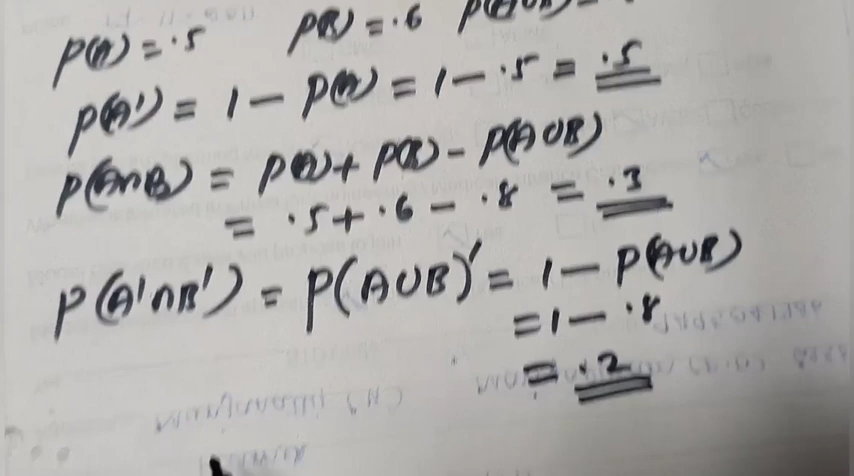 P(A) = .5 P(B) = .6 P(A∪B) =
P(A') = 1 — P(A) = 1 — .5 = .5
P(A∩B) = P(A) + P(B) - P(A∪B)
= .5 + .6 - .8 = .3
P(A'∩B') = P(A∪B)' = 1 — P(A∪B)
= 1 — .8
= .2